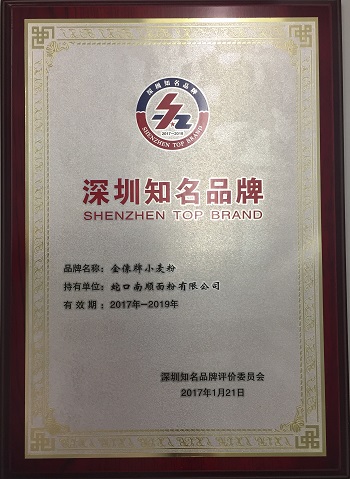 深圳知名品牌
2017-2019
SHENZHEN TOP BRAND
深圳知名品牌
SHENZHEN TOP BRAND
品牌名称：金像牌小麦粉
持有单位：蛇口南顺面粉有限公司
有 效 期：2017年—2019年
深圳知名品牌评价委员会
2017年1月21日